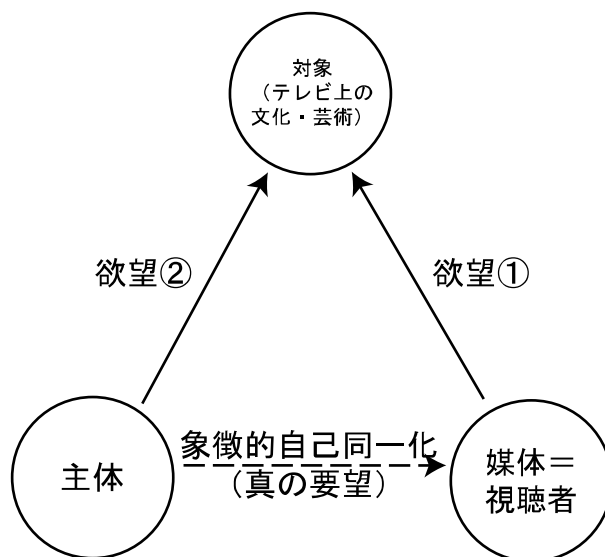 対象
（テレビ上の
文化・芸術）
欲望②
欲望①
主体
象徴的自己同一化
（真の要望）
媒体＝
視聴者